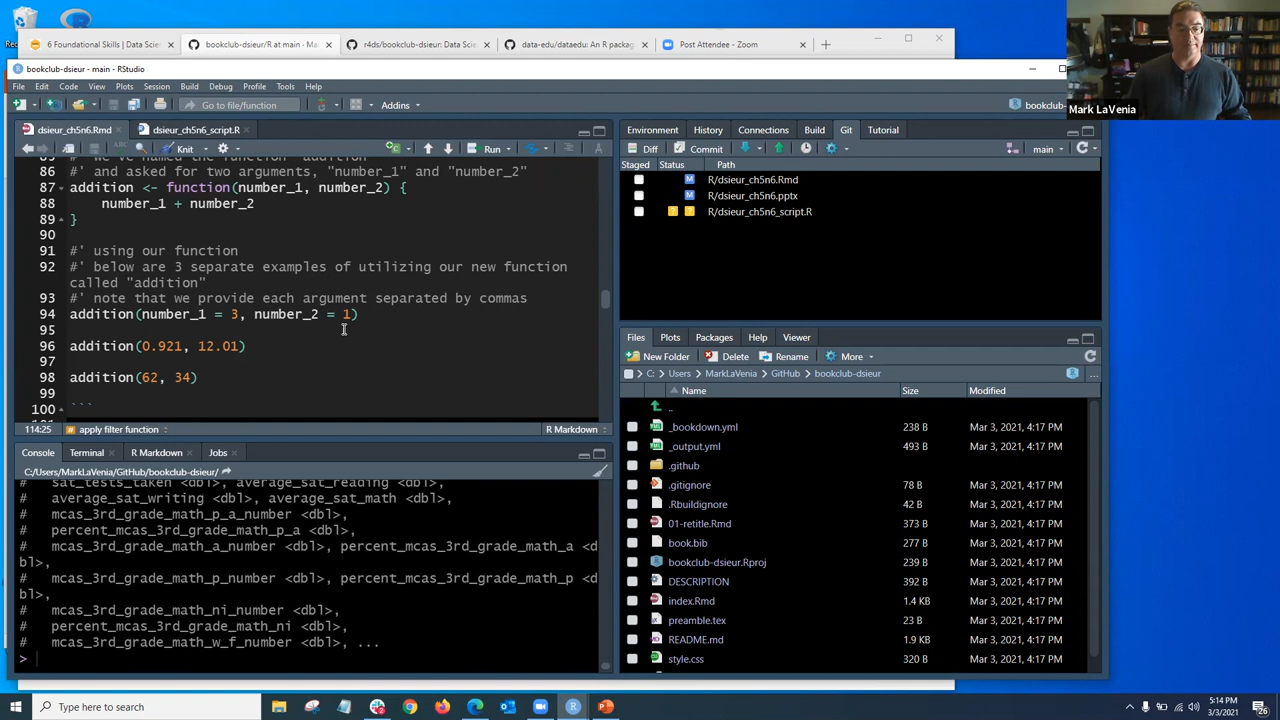 6 Foundational Skills | Data Scien
bookclub-dsieur/R at main · Ma
r4ds/bookclub-dsieur: Data Scien
data-edu/dataedu: An R packag
Post Attendee - Zoom
bookclub-dsieur - main - RStudio
File Edit Code View Plots Session Build Debug Profile Tools Help
Go to file/function
Addins
bookclub-
Mark LaVenia
dsieur_ch5n6.Rmd
dsieur_ch5n6_script.R
Knit
Run
86 #' and asked for two arguments, "number_1" and "number_2"
87 addition <- function(number_1, number_2) {
88 number_1 + number_2
89 }
90
91 #' using our function
92 #' below are 3 separate examples of utilizing our new function
called "addition"
93 #' note that we provide each argument separated by commas
94 addition(number_1 = 3, number_2 = 1)
95
96 addition(0.921, 12.01)
97
98 addition(62, 34)
99
100 ```
114:25 apply filter function R Markdown
Console Terminal R Markdown Jobs
C:/Users/MarkLaVenia/GitHub/bookclub-dsieur/
# sat_tests_taken <dbl>, average_sat_reading <dbl>,
# average_sat_writing <dbl>, average_sat_math <dbl>,
# mcas_3rd_grade_math_p_a_number <dbl>,
# percent_mcas_3rd_grade_math_p_a <dbl>,
# mcas_3rd_grade_math_a_number <dbl>, percent_mcas_3rd_grade_math_a <d
bl>,
# mcas_3rd_grade_math_p_number <dbl>, percent_mcas_3rd_grade_math_p <d
bl>,
# mcas_3rd_grade_math_ni_number <dbl>,
# percent_mcas_3rd_grade_math_ni <dbl>,
# mcas_3rd_grade_math_w_f_number <dbl>, ...
>
Environment History Connections Build Git Tutorial
Diff Commit main
Staged Status Path
M R/dsieur_ch5n6.Rmd
M R/dsieur_ch5n6.pptx
? ? R/dsieur_ch5n6_script.R
Files Plots Packages Help Viewer
New Folder Delete Rename More
C: Users MarkLaVenia GitHub bookclub-dsieur ...
Name Size Modified
..
_bookdown.yml 238 B Mar 3, 2021, 4:17 PM
_output.yml 493 B Mar 3, 2021, 4:17 PM
.github
.gitignore 78 B Mar 3, 2021, 4:17 PM
.Rbuildignore 42 B Mar 3, 2021, 4:17 PM
01-retitle.Rmd 373 B Mar 3, 2021, 4:17 PM
book.bib 277 B Mar 3, 2021, 4:17 PM
bookclub-dsieur.Rproj 239 B Mar 3, 2021, 4:17 PM
DESCRIPTION 392 B Mar 3, 2021, 4:17 PM
index.Rmd 1.4 KB Mar 3, 2021, 4:17 PM
preamble.tex 23 B Mar 3, 2021, 4:17 PM
README.md 1.9 KB Mar 3, 2021, 4:17 PM
style.css 320 B Mar 3, 2021, 4:17 PM
Type here to search
5:14 PM
3/3/2021
26